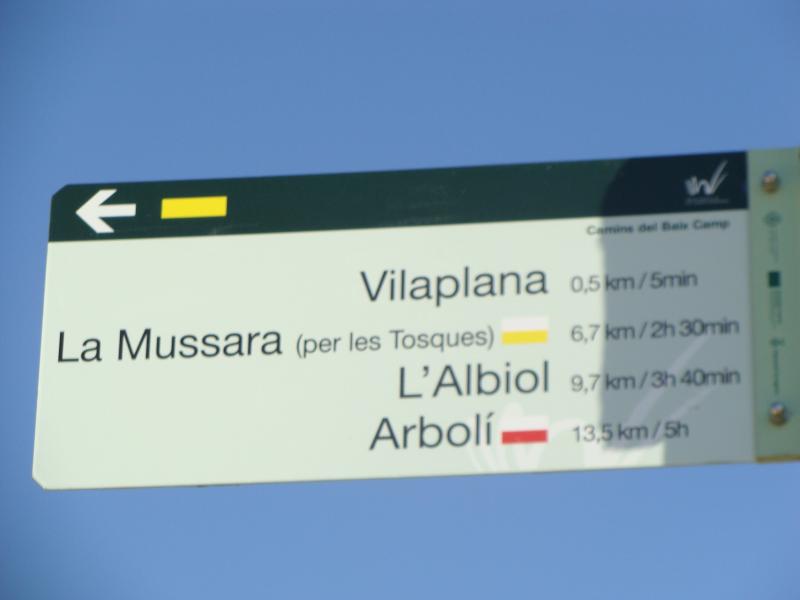 Camins del Baix Camp
Vilaplana 0,5 km / 5min
La Mussara (per les Tosques) 6,7 km / 2h 30min
L'Albiol 9,7 km / 3h 40min
Arbolí 13,5 km / 5h